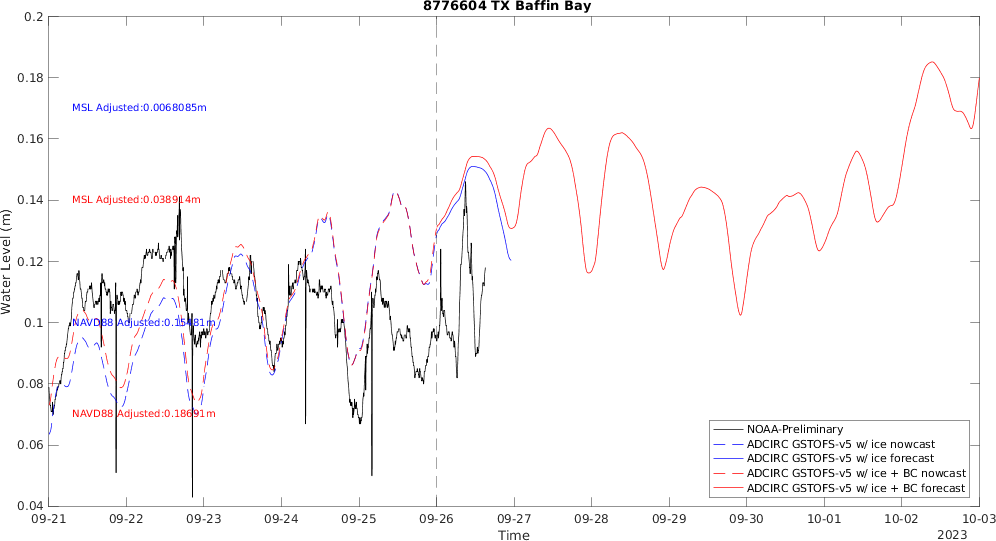 8776604 TX Baffin Bay
0.2
0.18
0.16
0.14
0.12
0.1
0.08
0.06
0.04
Water Level (m)
MSL Adjusted:0.0068085m
MSL Adjusted:0.038914m
NAVD88 Adjusted:0.15481m
NAVD88 Adjusted:0.18691m
NOAA-Preliminary
ADCIRC GSTOFS-v5 w/ ice nowcast
ADCIRC GSTOFS-v5 w/ ice forecast
ADCIRC GSTOFS-v5 w/ ice + BC nowcast
ADCIRC GSTOFS-v5 w/ ice + BC forecast
09-21 09-22 09-23 09-24 09-25 09-26 09-27 09-28 09-29 09-30 10-01 10-02 10-03
Time
2023